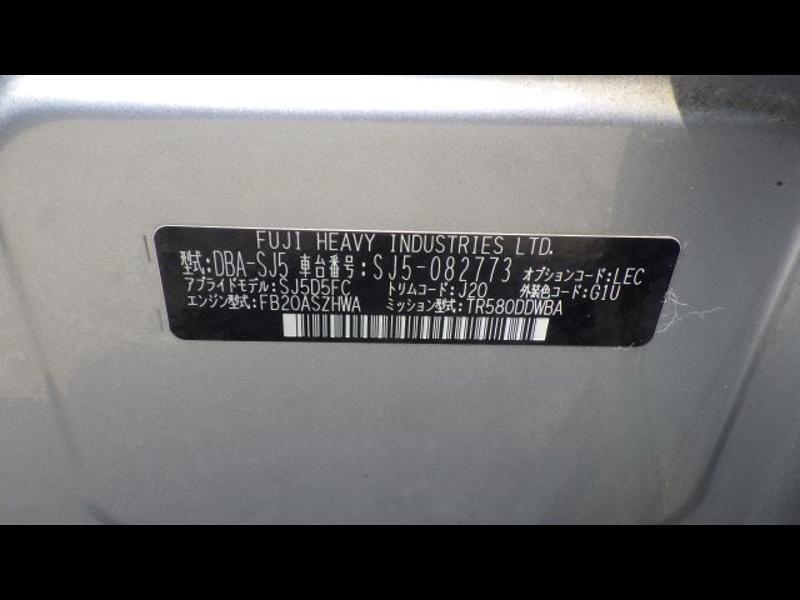 FUJI HEAVY INDUSTRIES LTD.
型式:DBA-SJ5 車台番号:SJ5-082773 オプションコード:LEC
アプライドモデル:SJ5D5FC トリムコード:J20 外装色コード:G1U
エンジン型式:FB20ASZHWA ミッション型式:TR580DDWBA